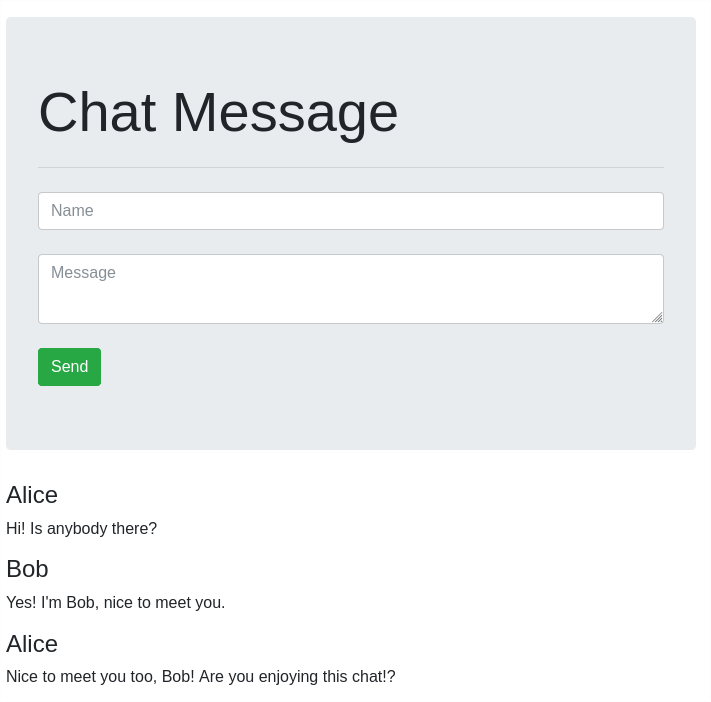 Chat Message
Name
Message
Send
Alice
Hi! Is anybody there?
Bob
Yes! I'm Bob, nice to meet you.
Alice
Nice to meet you too, Bob! Are you enjoying this chat!?